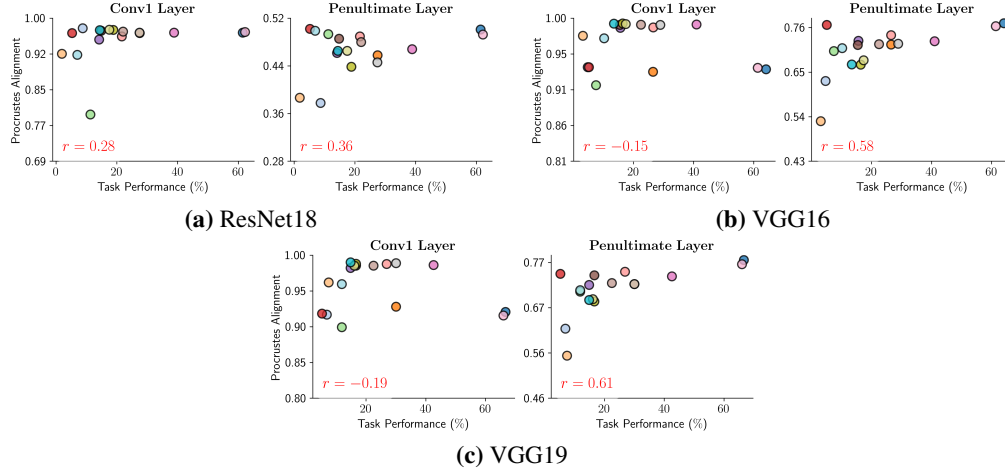 Conv1 Layer
Penultimate Layer
Procrustes Alignment
1.00
0.92
0.85
0.77
0.69
r = 0.28
0 20 40 60
Task Performance (%)
0.52
0.44
0.36
0.28
r = 0.36
0 20 40 60
Task Performance (%)
(a) ResNet18
Conv1 Layer
Penultimate Layer
Procrustes Alignment
1.00
0.96
0.91
0.86
0.81
r = −0.15
20 40 60
Task Performance (%)
0.76
0.65
0.54
0.43
r = 0.58
20 40 60
Task Performance (%)
(b) VGG16
Conv1 Layer
Penultimate Layer
Procrustes Alignment
1.00
0.95
0.90
0.85
0.80
r = −0.19
20 40 60
Task Performance (%)
0.77
0.67
0.56
0.46
r = 0.61
20 40 60
Task Performance (%)
(c) VGG19